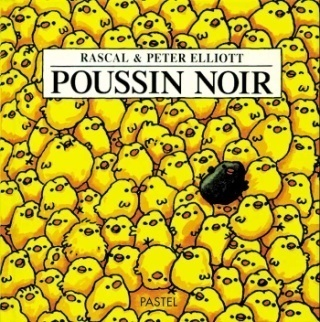 RASCAL & PETER ELLIOTT
POUSSIN NOIR
PASTEL